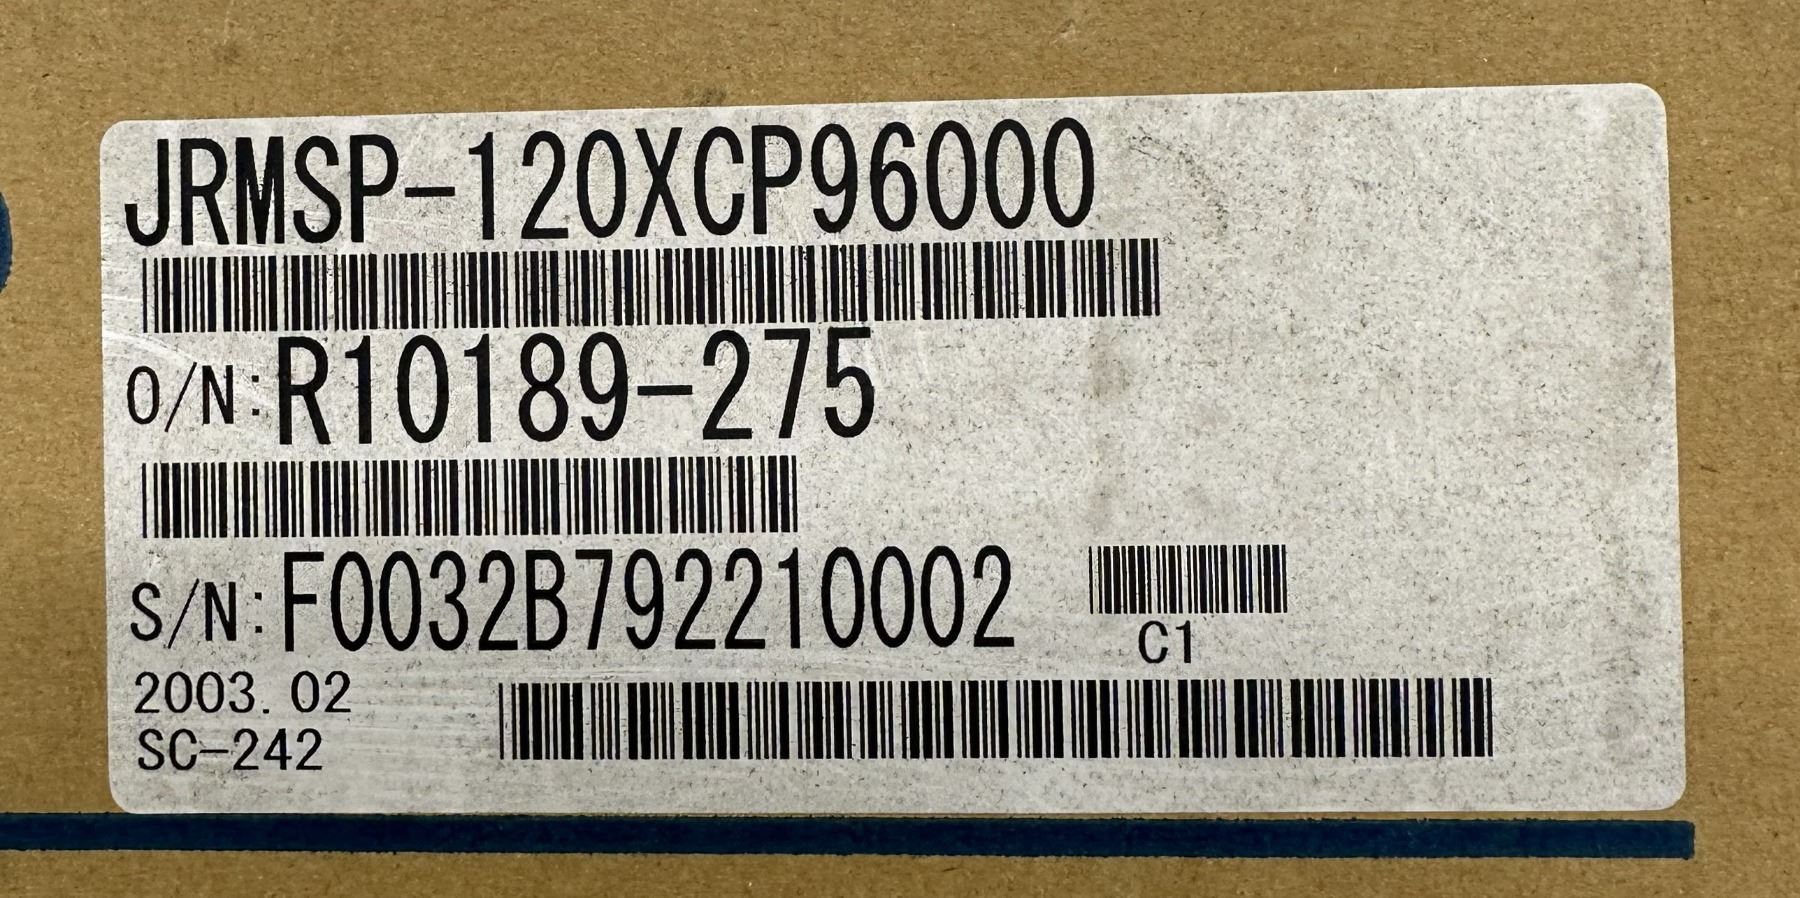 JRMSP-120XCP96000
O/N:R10189-275
S/N:F0032B792210002
C1
2003.02
SC-242